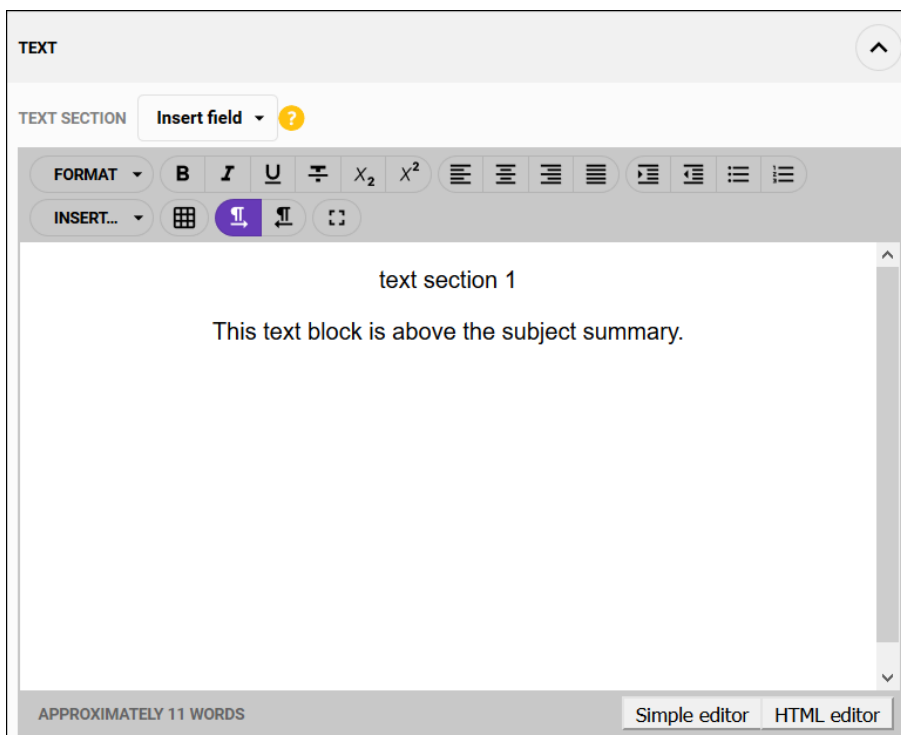 TEXT
TEXT SECTION Insert field ?
FORMAT B I U T X₂ X²
INSERT...
text section 1
This text block is above the subject summary.
APPROXIMATELY 11 WORDS Simple editor HTML editor